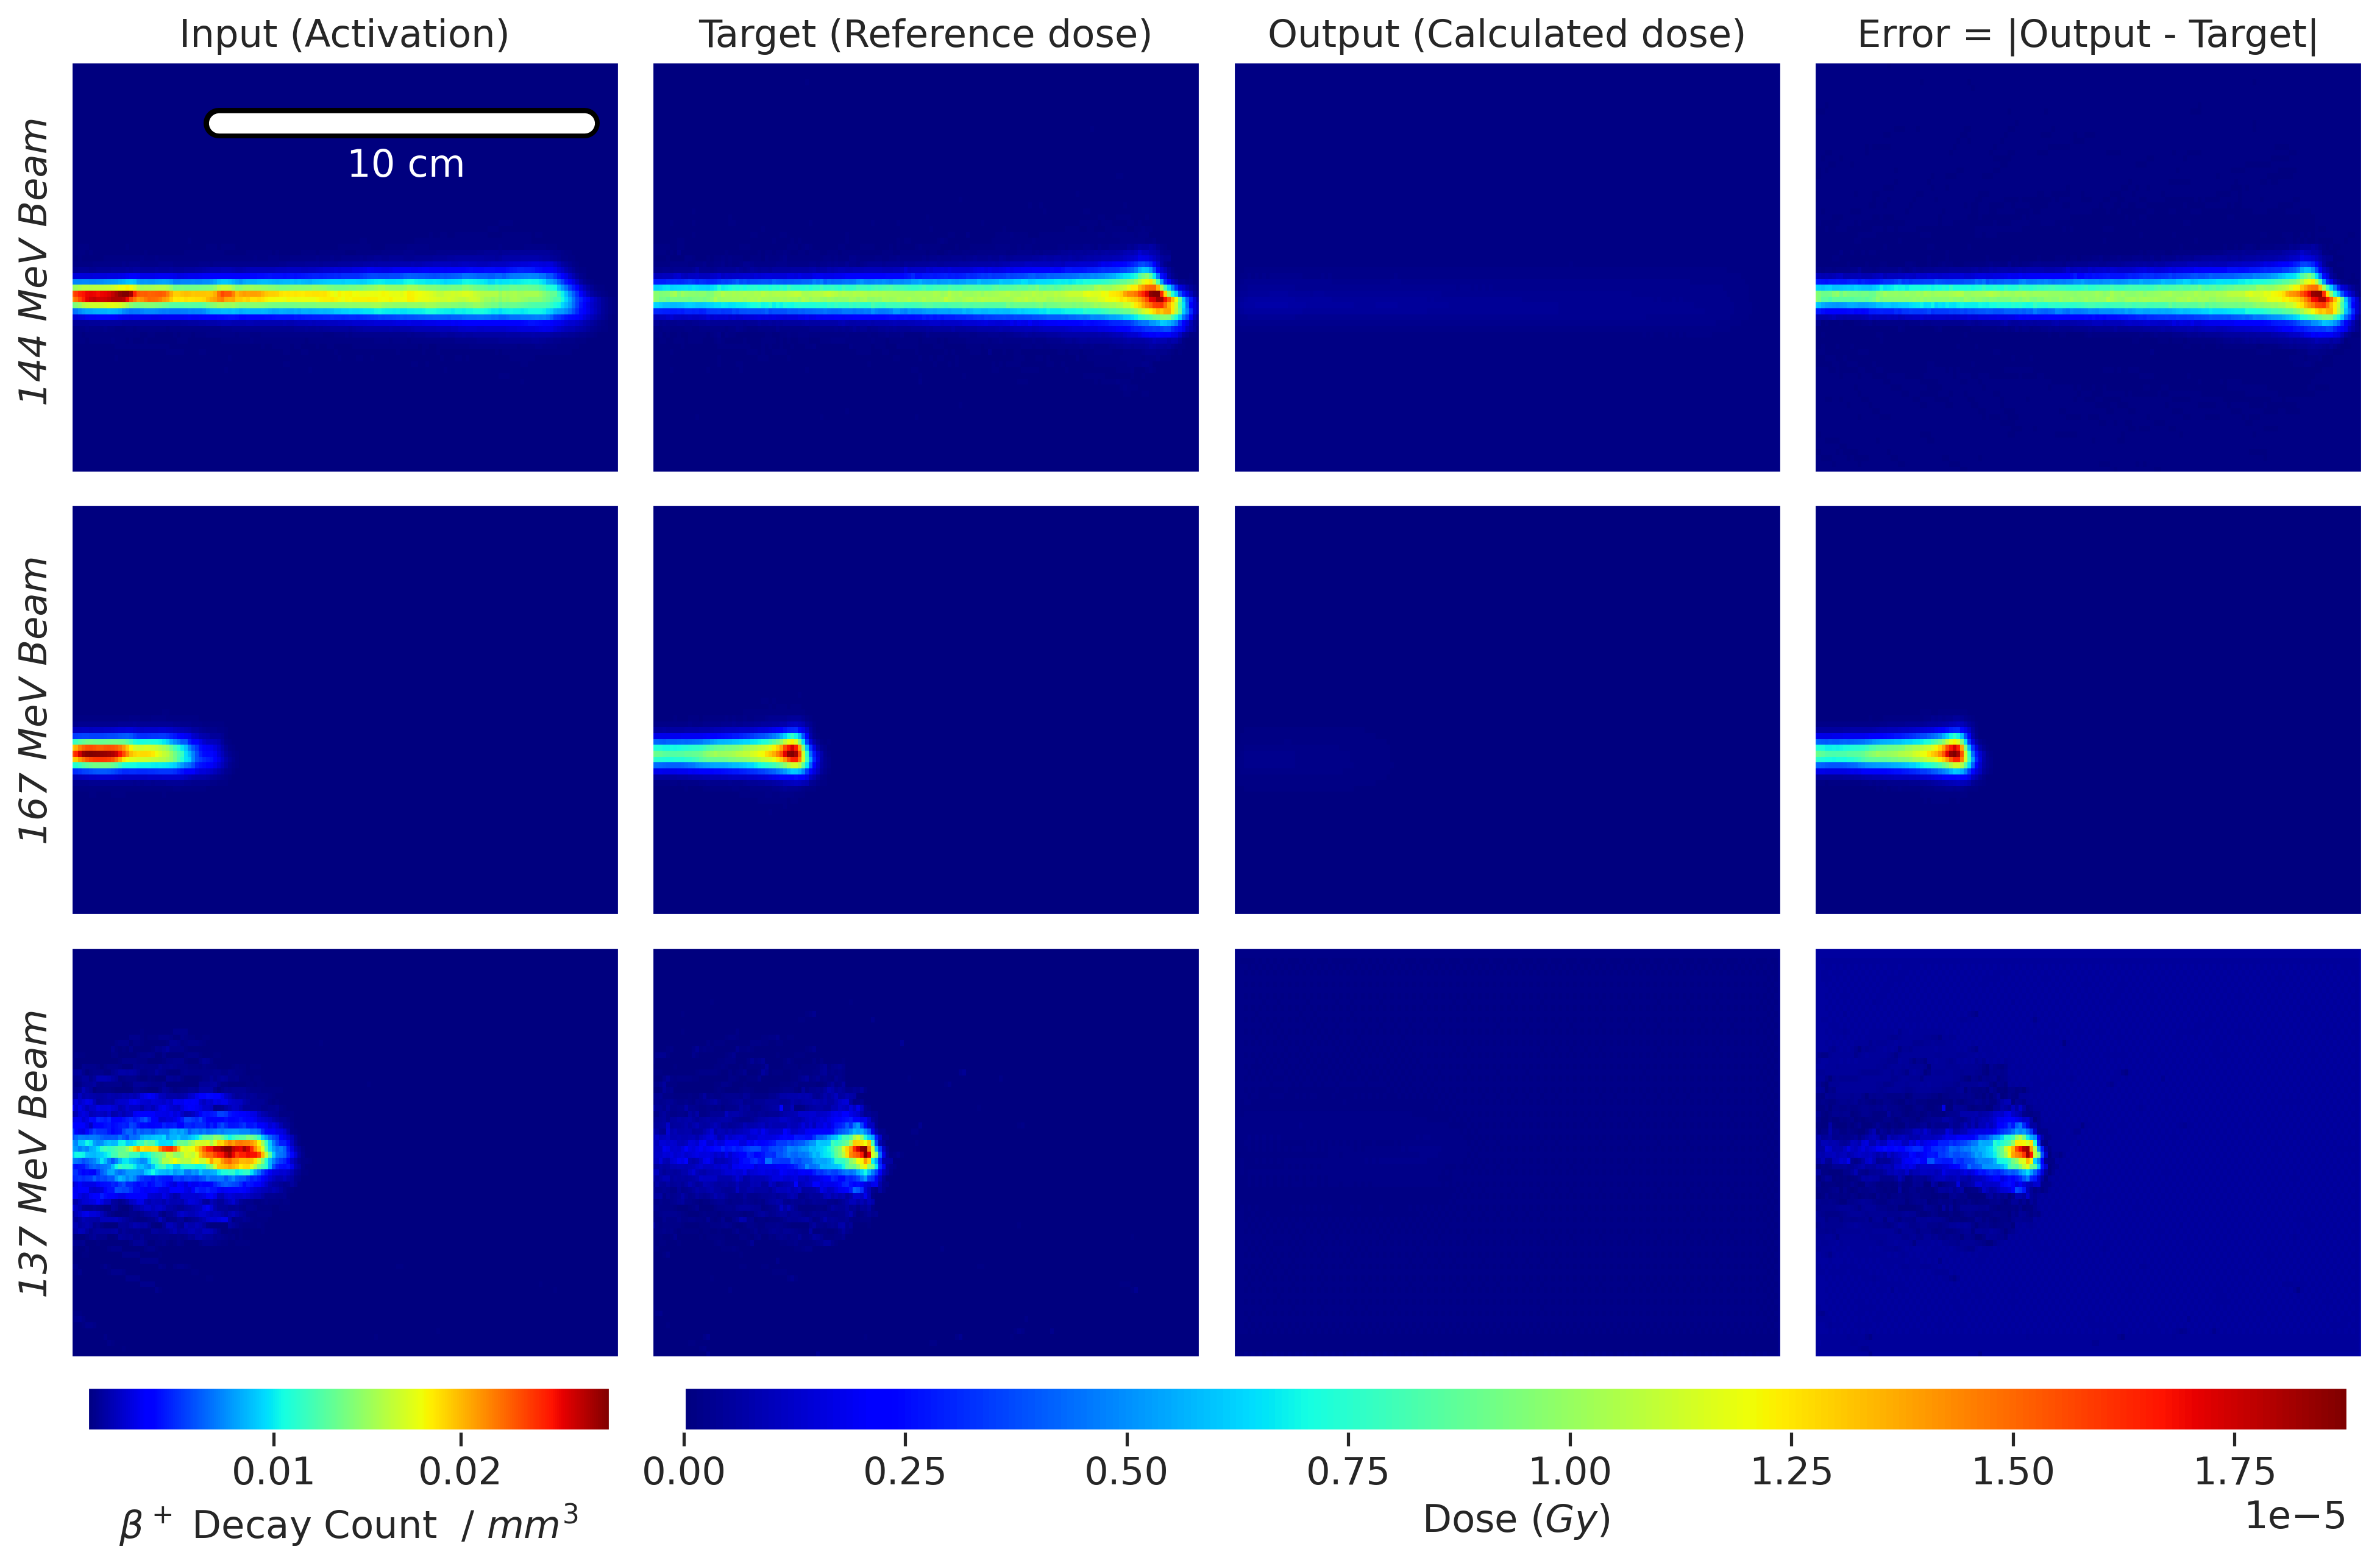 Input (Activation) Target (Reference dose) Output (Calculated dose) Error = |Output - Target|
10 cm
144 MeV Beam
167 MeV Beam
137 MeV Beam
0.01 0.02 0.00 0.25 0.50 0.75 1.00 1.25 1.50 1.75
1e−5
β⁺ Decay Count / mm³ Dose (Gy)